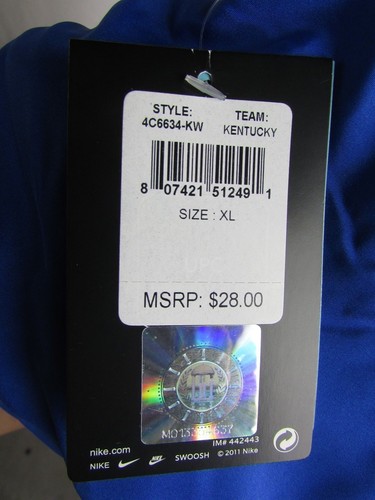 STYLE: TEAM:
4C6634-KW KENTUCKY
8 07421 51249 1
SIZE : XL
MSRP: $28.00
IM# 442443
nike.com
NIKE SWOOSH © 2011 Nike